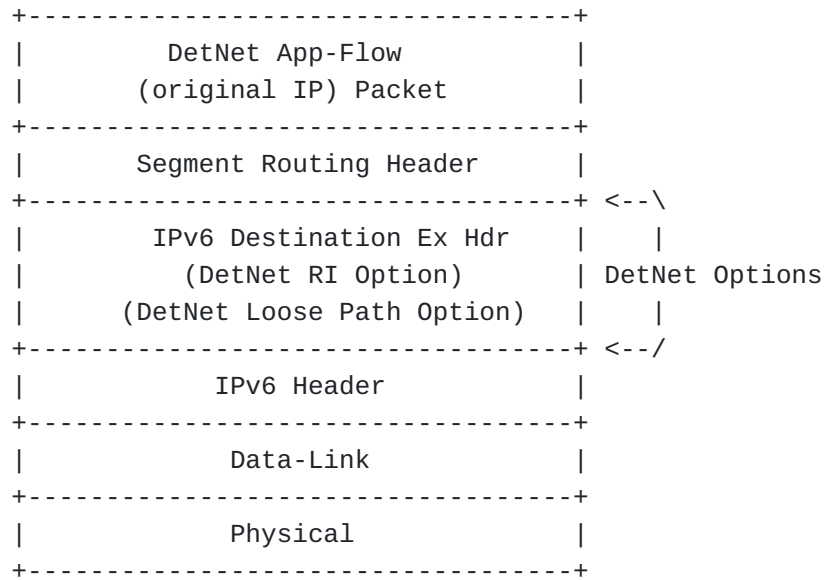 +-----------------------------------+
|         DetNet App-Flow           |
|       (original IP) Packet        |
+-----------------------------------+
|       Segment Routing Header      |
+-----------------------------------+ <--\
|        IPv6 Destination Ex Hdr    |    |
|          (DetNet RI Option)       | DetNet Options
|      (DetNet Loose Path Option)   |    |
+-----------------------------------+ <--/
|            IPv6 Header            |
+-----------------------------------+
|             Data-Link             |
+-----------------------------------+
|             Physical              |
+-----------------------------------+